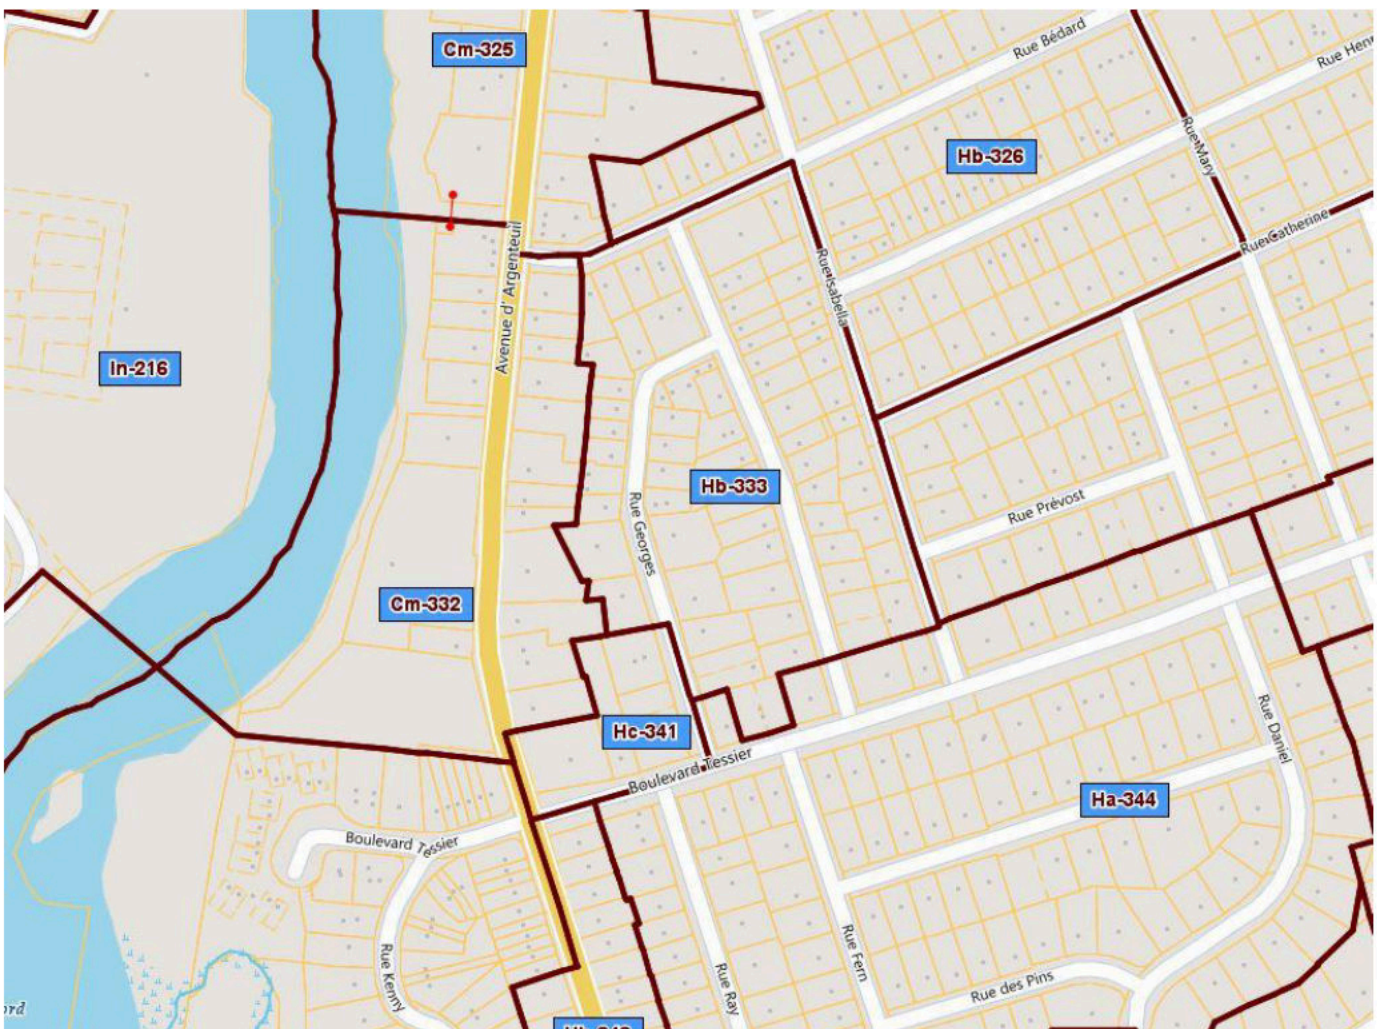 Cm-325
Rue Bédard
Rue Henr
Rue Mary
Hb-326
Rue Catherine
Avenue d' Argenteuil
Rue Isabella
In-216
Hb-333
Rue Prévost
Rue Georges
Cm-332
Hc-341
Rue Daniel
Boulevard Tessier
Ha-344
Boulevard Tessier
Rue Kenny
Rue Fern
Rue Ray
Rue des Pins
ord